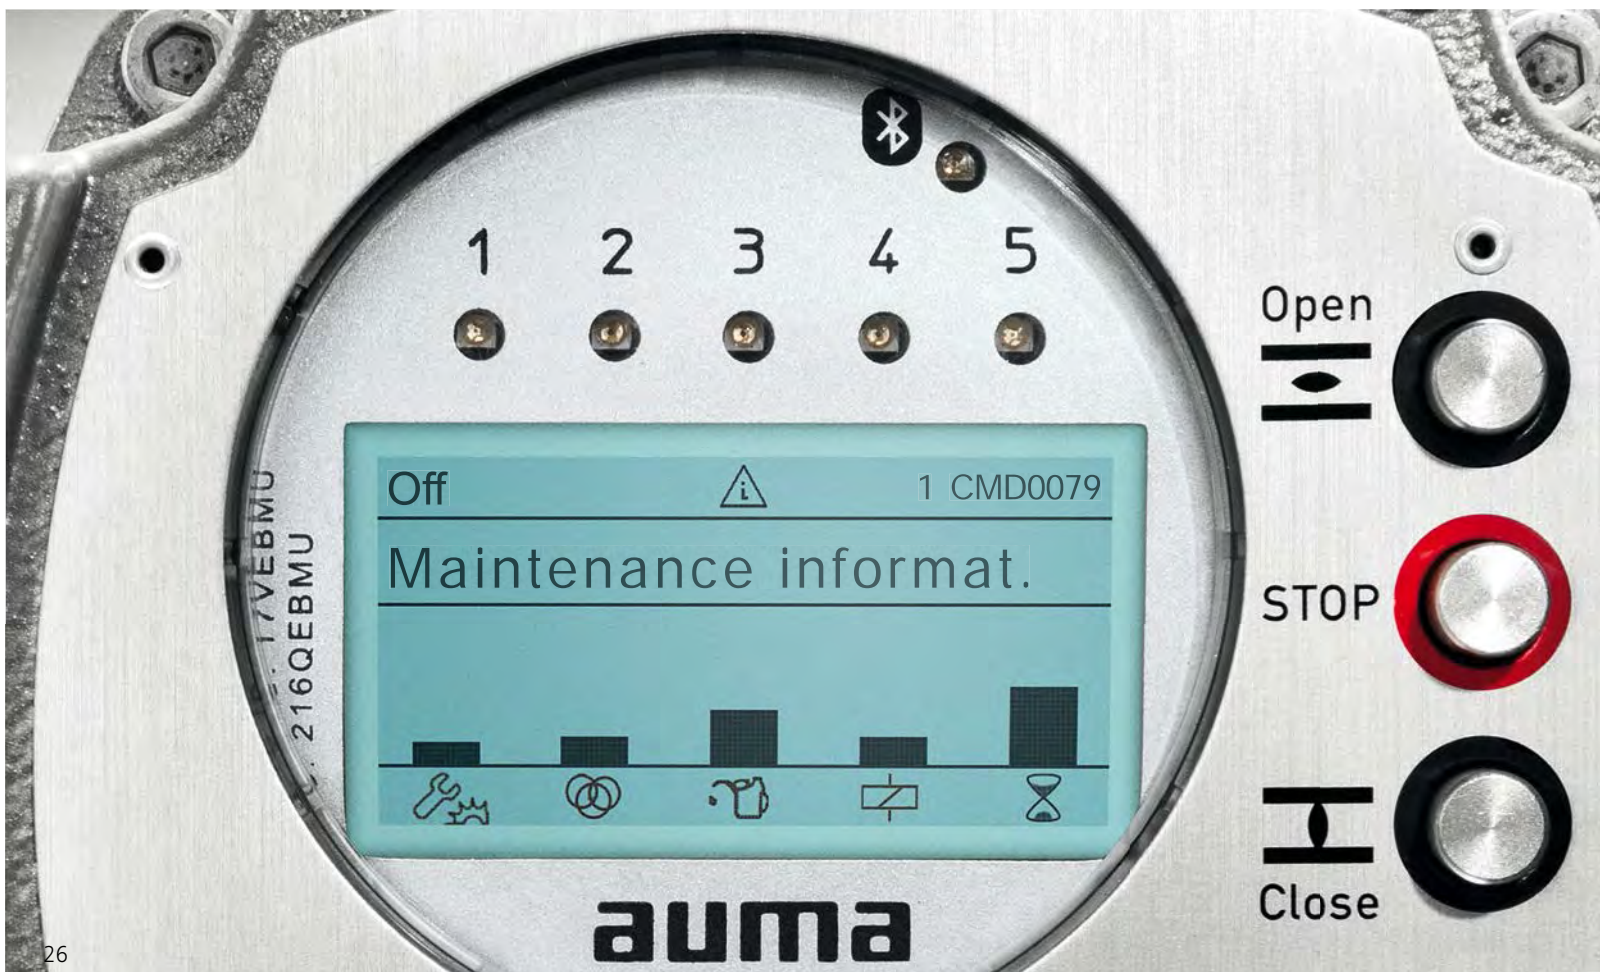 1 2 3 4 5
Open
Off
1 CMD0079
Maintenance informat.
STOP
216QEBMU
Close
auma
26